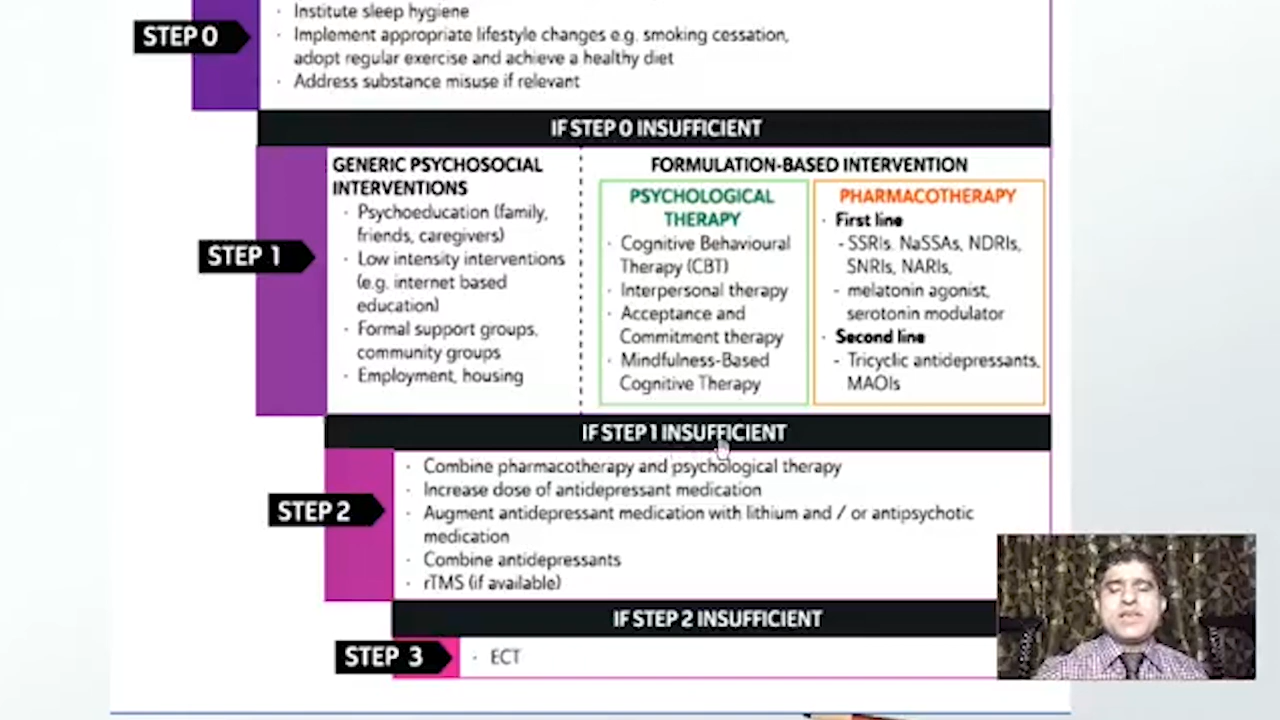 · Institute sleep hygiene
STEP 0
· Implement appropriate lifestyle changes e.g. smoking cessation,
adopt regular exercise and achieve a healthy diet
· Address substance misuse if relevant
IF STEP 0 INSUFFICIENT
STEP 1
GENERIC PSYCHOSOCIAL
INTERVENTIONS
· Psychoeducation (family,
friends, caregivers)
· Low intensity interventions
(e.g. internet based
education)
· Formal support groups,
community groups
· Employment, housing
FORMULATION-BASED INTERVENTION
PSYCHOLOGICAL
THERAPY
· Cognitive Behavioural
Therapy (CBT)
· Interpersonal therapy
· Acceptance and
Commitment therapy
· Mindfulness-Based
Cognitive Therapy
PHARMACOTHERAPY
· First line
- SSRIs, NaSSAs, NDRIs,
SNRIs, NARIs,
- melatonin agonist,
serotonin modulator
· Second line
- Tricyclic antidepressants,
MAOIs
IF STEP 1 INSUFFICIENT
STEP 2
· Combine pharmacotherapy and psychological therapy
· Increase dose of antidepressant medication
· Augment antidepressant medication with lithium and / or antipsychotic
medication
· Combine antidepressants
· rTMS (if available)
IF STEP 2 INSUFFICIENT
STEP 3
· ECT